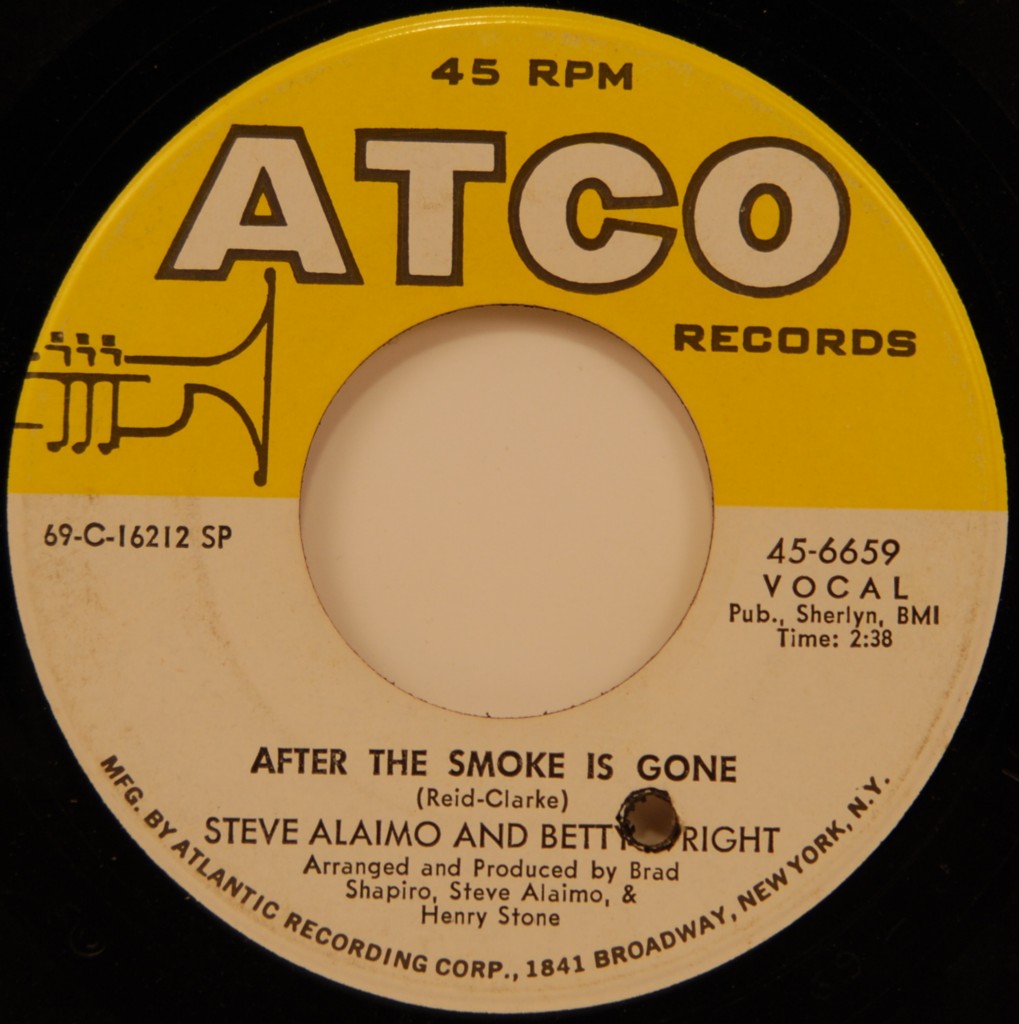 45 RPM
ATCO
RECORDS
69-C-16212 SP
45-6659
VOCAL
Pub., Sherlyn, BMI
Time: 2:38
AFTER THE SMOKE IS GONE
(Reid-Clarke)
STEVE ALAIMO AND BETTY RIGHT
Arranged and Produced by Brad
Shapiro, Steve Alaimo, &
Henry Stone
MFG. BY ATLANTIC RECORDING CORP., 1841 BROADWAY, NEW YORK, N.Y.